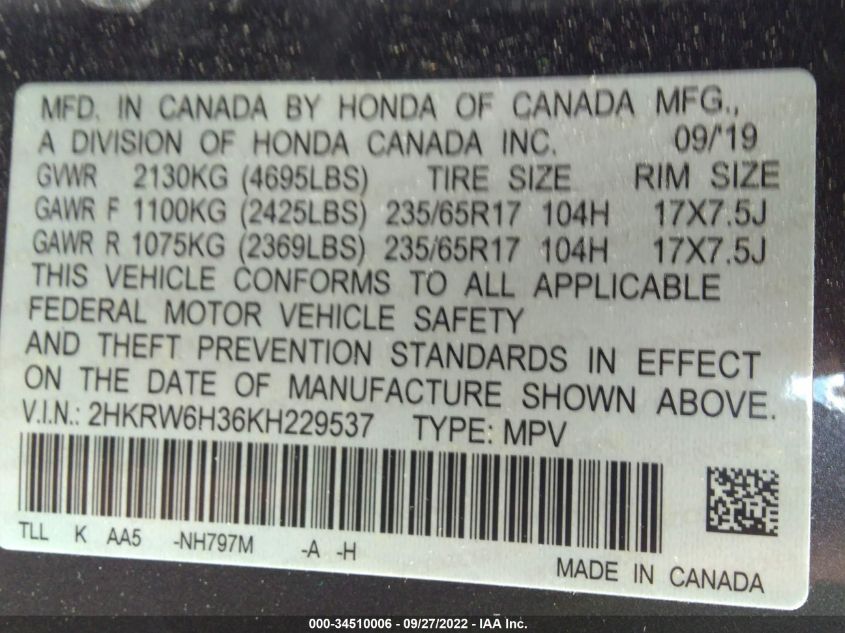 MFD. IN CANADA BY HONDA OF CANADA MFG.,
A DIVISION OF HONDA CANADA INC. 09/'19
GVWR 2130KG (4695LBS) TIRE SIZE RIM SIZE
GAWR F 1100KG (2425LBS) 235/65R17 104H 17X7.5J
GAWR R 1075KG (2369LBS) 235/65R17 104H 17X7.5J
THIS VEHICLE CONFORMS TO ALL APPLICABLE
FEDERAL MOTOR VEHICLE SAFETY
AND THEFT PREVENTION STANDARDS IN EFFECT
ON THE DATE OF MANUFACTURE SHOWN ABOVE.
V.I.N.: 2HKRW6H36KH229537 TYPE: MPV
TLL K AA5 -NH797M -A -H
MADE IN CANADA
000-34510006 - 09/27/2022 - IAA Inc.